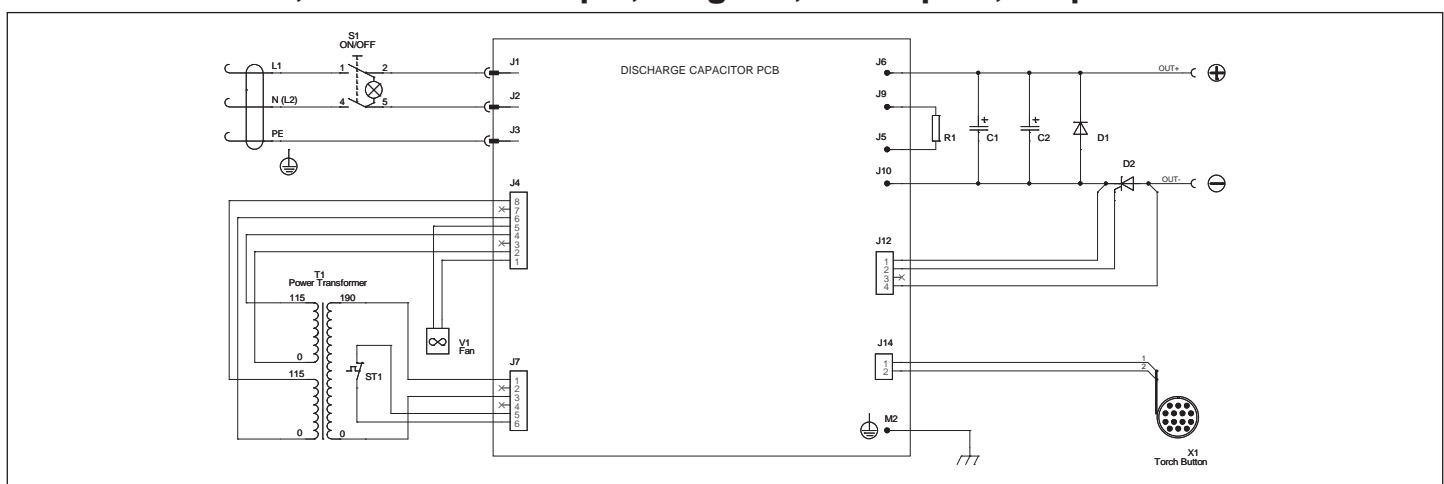 S1
ON/OFF
L1
1
2
J1
N (L2)
4
5
J2
PE
J3
DISCHARGE CAPACITOR PCB
J6
OUT+
J9
R1
C1
+
C2
+
D1
J5
D2
J10
OUT-
J4
8
7
6
5
4
3
2
1
J12
1
2
3
4
T1
Power Transformer
115
190
0
115
0
0
ST1
V1
Fan
J7
1
2
3
4
5
6
J14
1
2
1
2
M2
X1
Torch Button